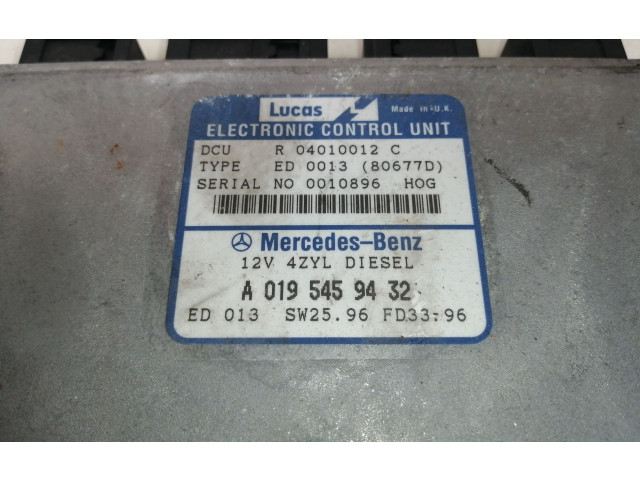 Lucas Made in U.K.
ELECTRONIC CONTROL UNIT
DCU R 04010012 C
TYPE ED 0013 (80677D)
SERIAL NO 0010896 HOG
Mercedes-Benz
12V 4ZYL DIESEL
A 019 545 94 32
ED 013 SW25.96 FD33.96